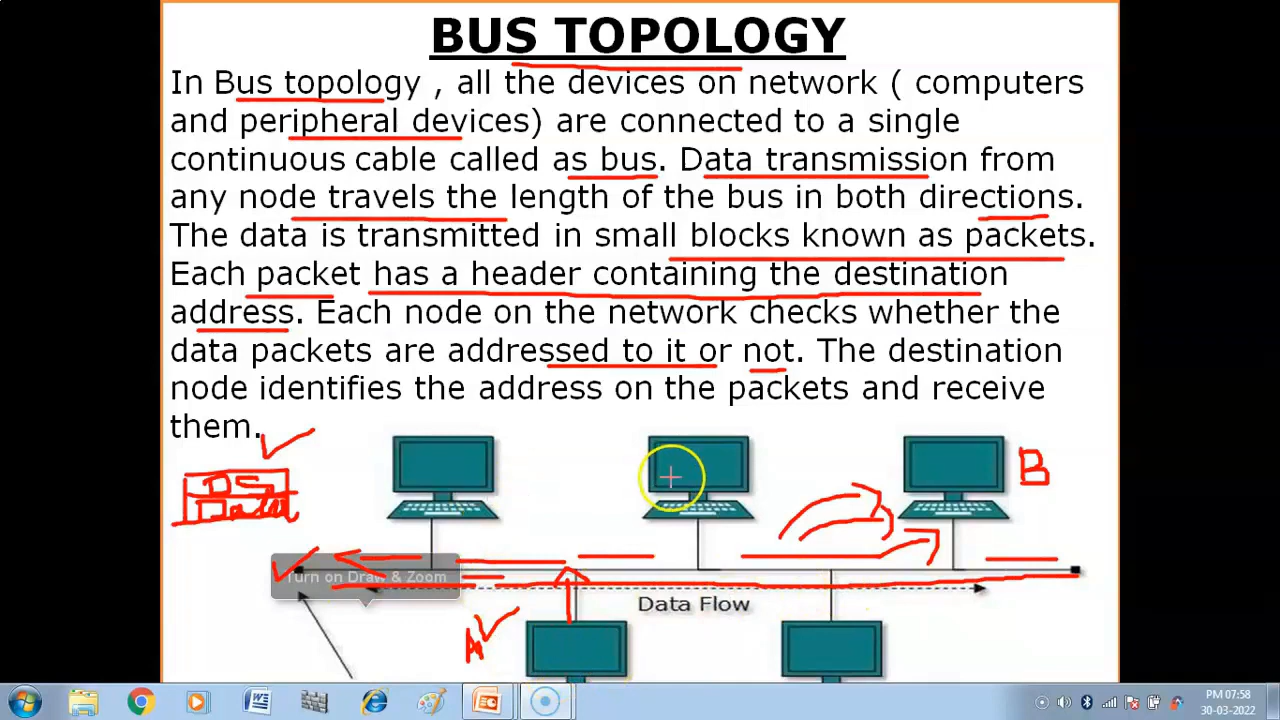 BUS TOPOLOGY
In Bus topology , all the devices on network ( computers
and peripheral devices) are connected to a single
continuous cable called as bus. Data transmission from
any node travels the length of the bus in both directions.
The data is transmitted in small blocks known as packets.
Each packet has a header containing the destination
address. Each node on the network checks whether the
data packets are addressed to it or not. The destination
node identifies the address on the packets and receive
them.
B
Data
Turn on Draw & Zoom
Data Flow
A
PM 07:58
30-03-2022